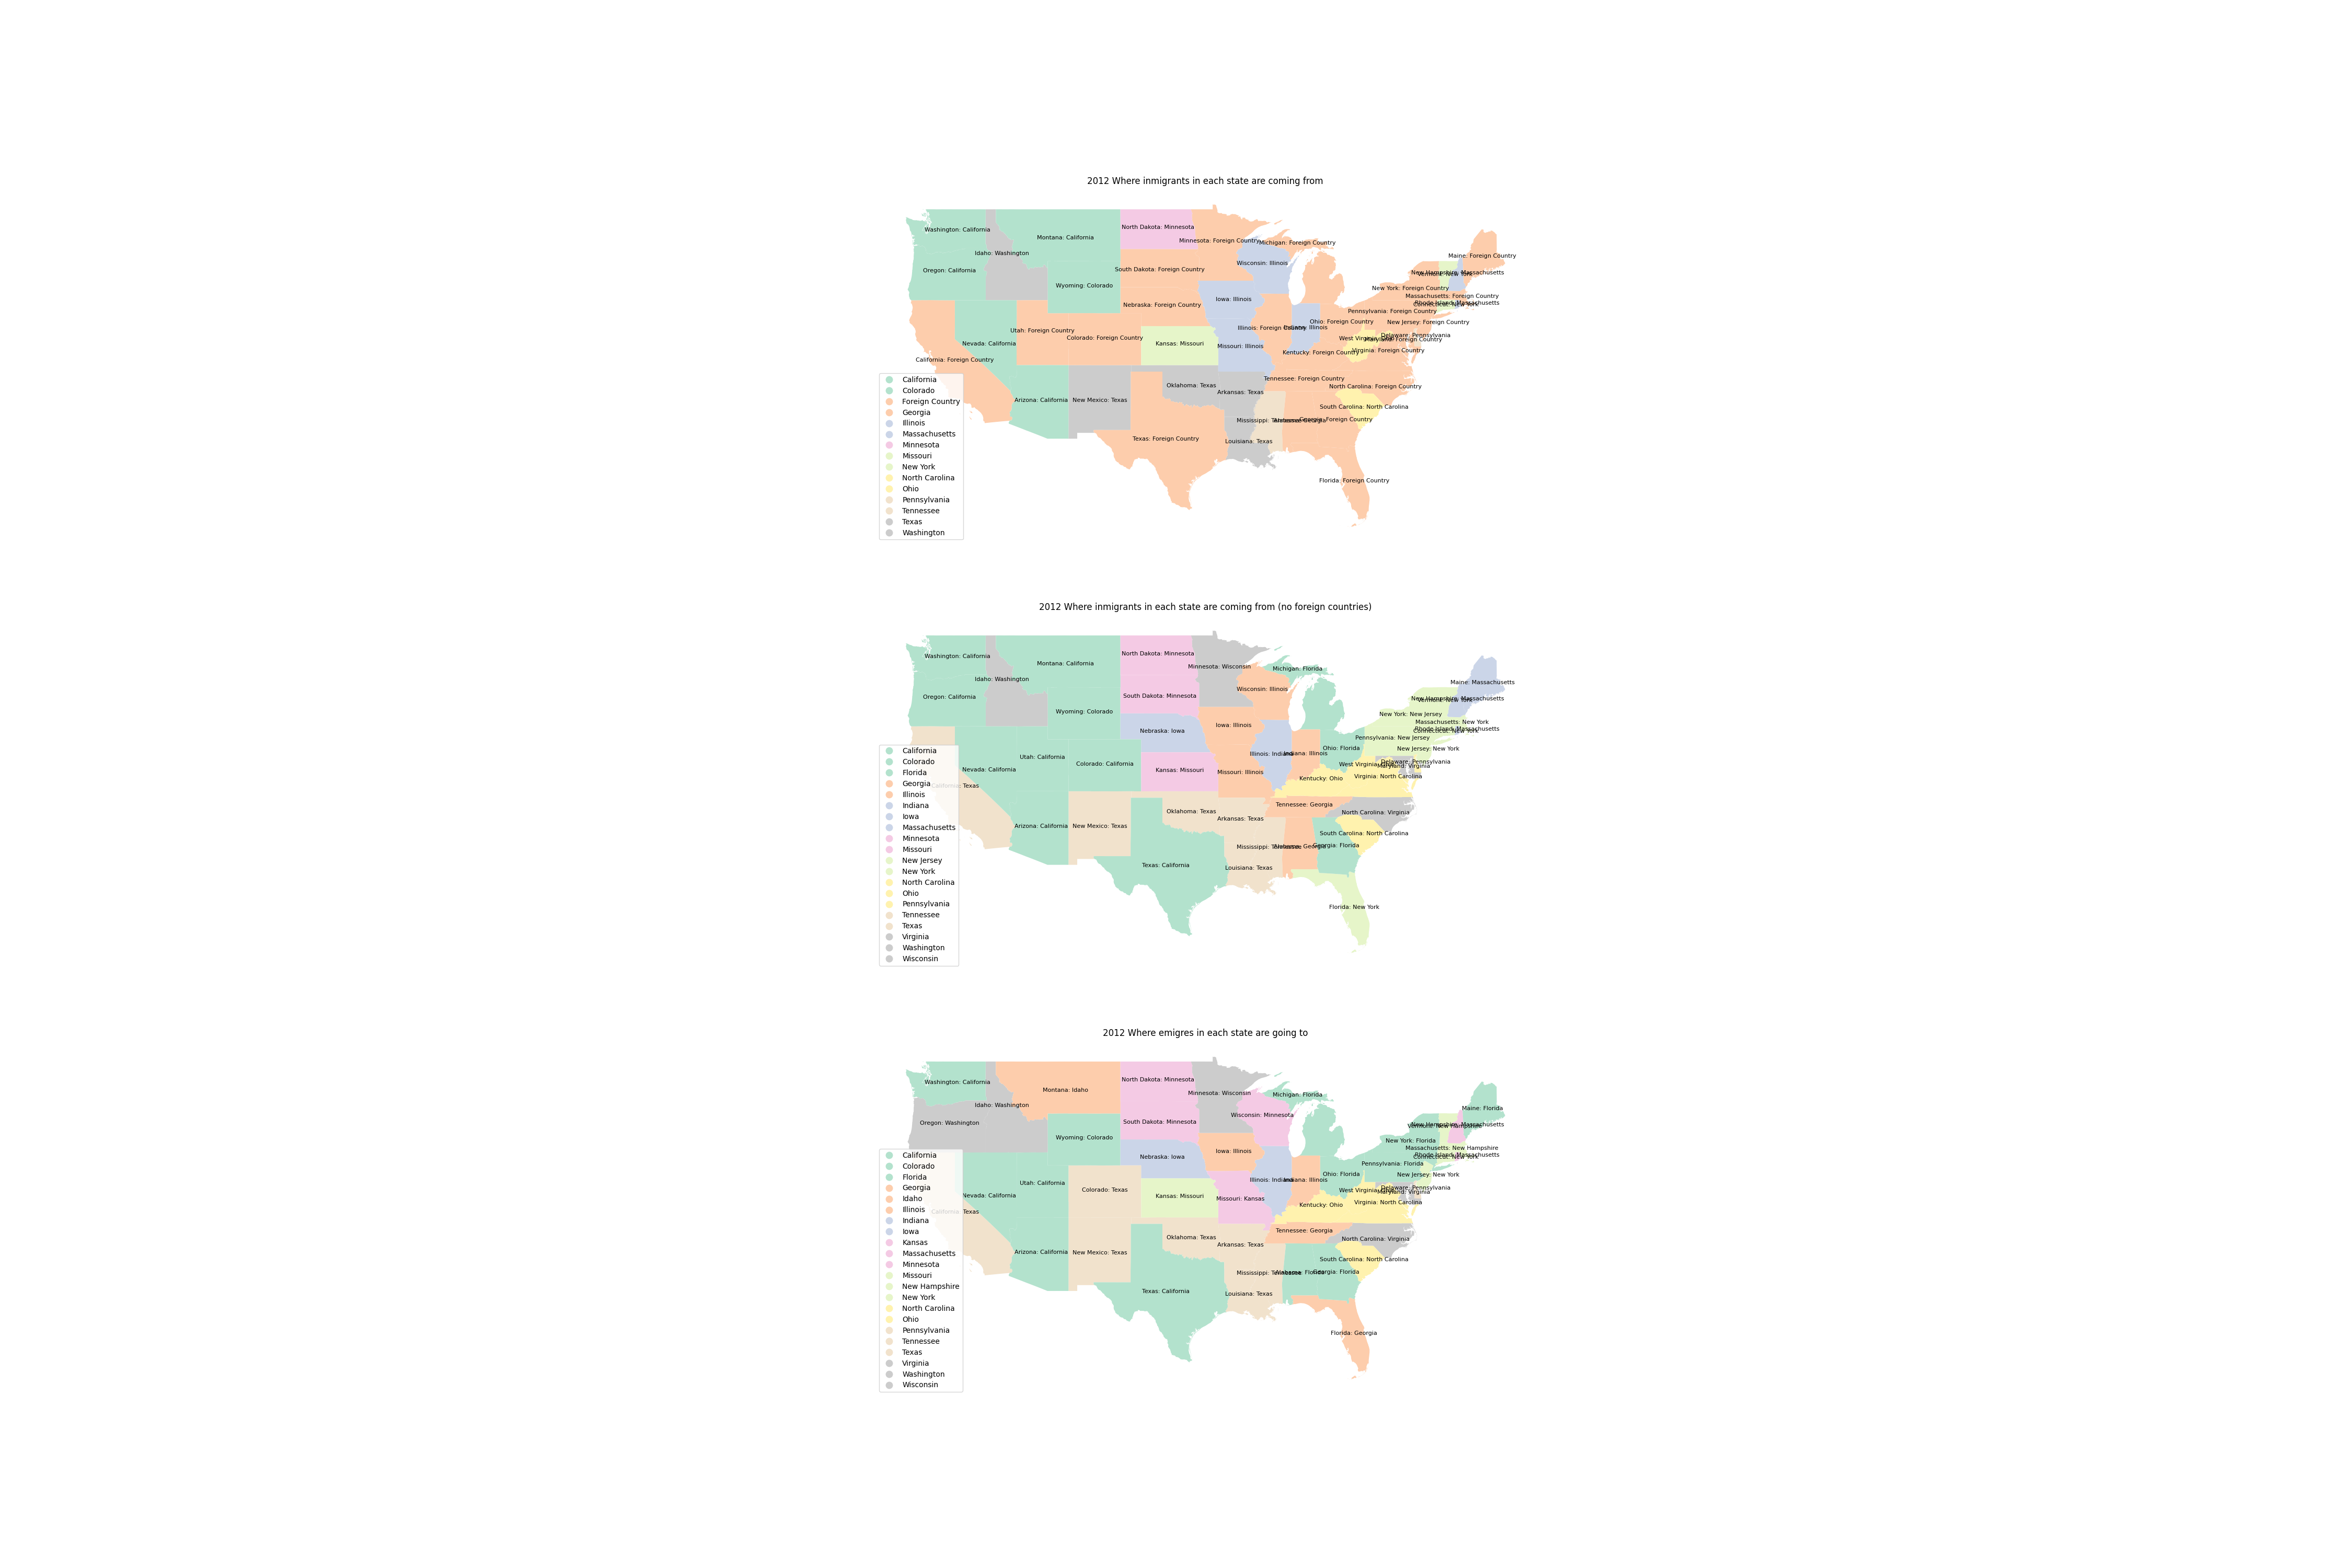 2012 Where inmigrants in each state are coming from
Washington: California
Montana: California
North Dakota: Minnesota
Minnesota: Foreign Country
Michigan: Foreign Country
Idaho: Washington
Maine: Foreign Country
Oregon: California
South Dakota: Foreign Country
Wisconsin: Illinois
New Hampshire: Massachusetts
Vermont: New York
Wyoming: Colorado
New York: Foreign Country
Nebraska: Foreign Country
Iowa: Illinois
Massachusetts: Foreign Country
Rhode Island: Massachusetts
Connecticut: New York
Pennsylvania: Foreign Country
Utah: Foreign Country
Illinois: Foreign Country
Indiana: Illinois
Ohio: Foreign Country
New Jersey: Foreign Country
Nevada: California
Colorado: Foreign Country
Kansas: Missouri
Missouri: Illinois
West Virginia:
Delaware: Pennsylvania
Maryland: Foreign Country
California: Foreign Country
Kentucky: Foreign Country
Virginia: Foreign Country
Tennessee: Foreign Country
Oklahoma: Texas
North Carolina: Foreign Country
Arizona: California
New Mexico: Texas
Arkansas: Texas
South Carolina: North Carolina
Mississippi: Tennessee
Alabama: Georgia
Georgia: Foreign Country
Texas: Foreign Country
Louisiana: Texas
Florida: Foreign Country
California
Colorado
Foreign Country
Georgia
Illinois
Massachusetts
Minnesota
Missouri
New York
North Carolina
Ohio
Pennsylvania
Tennessee
Texas
Washington
2012 Where inmigrants in each state are coming from (no foreign countries)
Washington: California
Montana: California
North Dakota: Minnesota
Minnesota: Wisconsin
Michigan: Florida
Idaho: Washington
Maine: Massachusetts
Oregon: California
South Dakota: Minnesota
Wisconsin: Illinois
New Hampshire: Massachusetts
Vermont: New York
Wyoming: Colorado
New York: New Jersey
Nebraska: Iowa
Iowa: Illinois
Massachusetts: New York
Rhode Island: Massachusetts
Connecticut: New York
Pennsylvania: New Jersey
Utah: California
Illinois: Indiana
Indiana: Illinois
Ohio: Florida
New Jersey: New York
Nevada: California
Colorado: California
Kansas: Missouri
Missouri: Illinois
West Virginia:
Delaware: Pennsylvania
Maryland: Virginia
California: Texas
Kentucky: Ohio
Virginia: North Carolina
Tennessee: Georgia
Oklahoma: Texas
North Carolina: Virginia
Arizona: California
New Mexico: Texas
Arkansas: Texas
South Carolina: North Carolina
Mississippi: Tennessee
Alabama: Georgia
Georgia: Florida
Texas: California
Louisiana: Texas
Florida: New York
California
Colorado
Florida
Georgia
Illinois
Indiana
Iowa
Massachusetts
Minnesota
Missouri
New Jersey
New York
North Carolina
Ohio
Pennsylvania
Tennessee
Texas
Virginia
Washington
Wisconsin
2012 Where emigres in each state are going to
Washington: California
Montana: Idaho
North Dakota: Minnesota
Minnesota: Wisconsin
Michigan: Florida
Idaho: Washington
Maine: Florida
Oregon: Washington
South Dakota: Minnesota
Wisconsin: Minnesota
New Hampshire: Massachusetts
Vermont: New Hampshire
Wyoming: Colorado
New York: Florida
Nebraska: Iowa
Iowa: Illinois
Massachusetts: New Hampshire
Rhode Island: Massachusetts
Connecticut: New York
Pennsylvania: Florida
Utah: California
Illinois: Indiana
Indiana: Illinois
Ohio: Florida
New Jersey: New York
Nevada: California
Colorado: Texas
Kansas: Missouri
Missouri: Kansas
West Virginia:
Delaware: Pennsylvania
Maryland: Virginia
California: Texas
Kentucky: Ohio
Virginia: North Carolina
Tennessee: Georgia
Oklahoma: Texas
North Carolina: Virginia
Arizona: California
New Mexico: Texas
Arkansas: Texas
South Carolina: North Carolina
Mississippi: Tennessee
Alabama: Florida
Georgia: Florida
Texas: California
Louisiana: Texas
Florida: Georgia
California
Colorado
Florida
Georgia
Idaho
Illinois
Indiana
Iowa
Kansas
Massachusetts
Minnesota
Missouri
New Hampshire
New York
North Carolina
Ohio
Pennsylvania
Tennessee
Texas
Virginia
Washington
Wisconsin